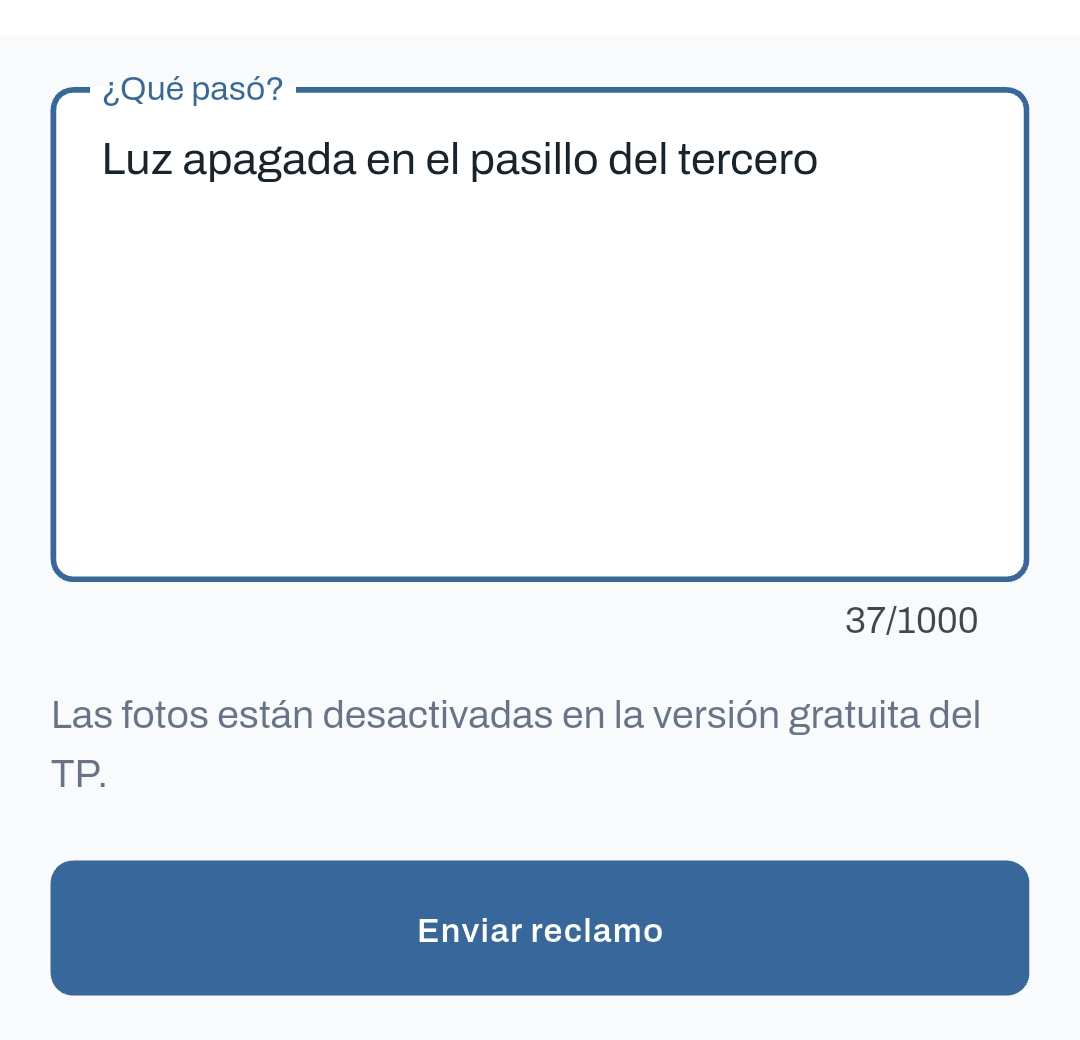 ¿Qué pasó?
Luz apagada en el pasillo del tercero
37/1000
Las fotos están desactivadas en la versión gratuita del
TP.
Enviar reclamo